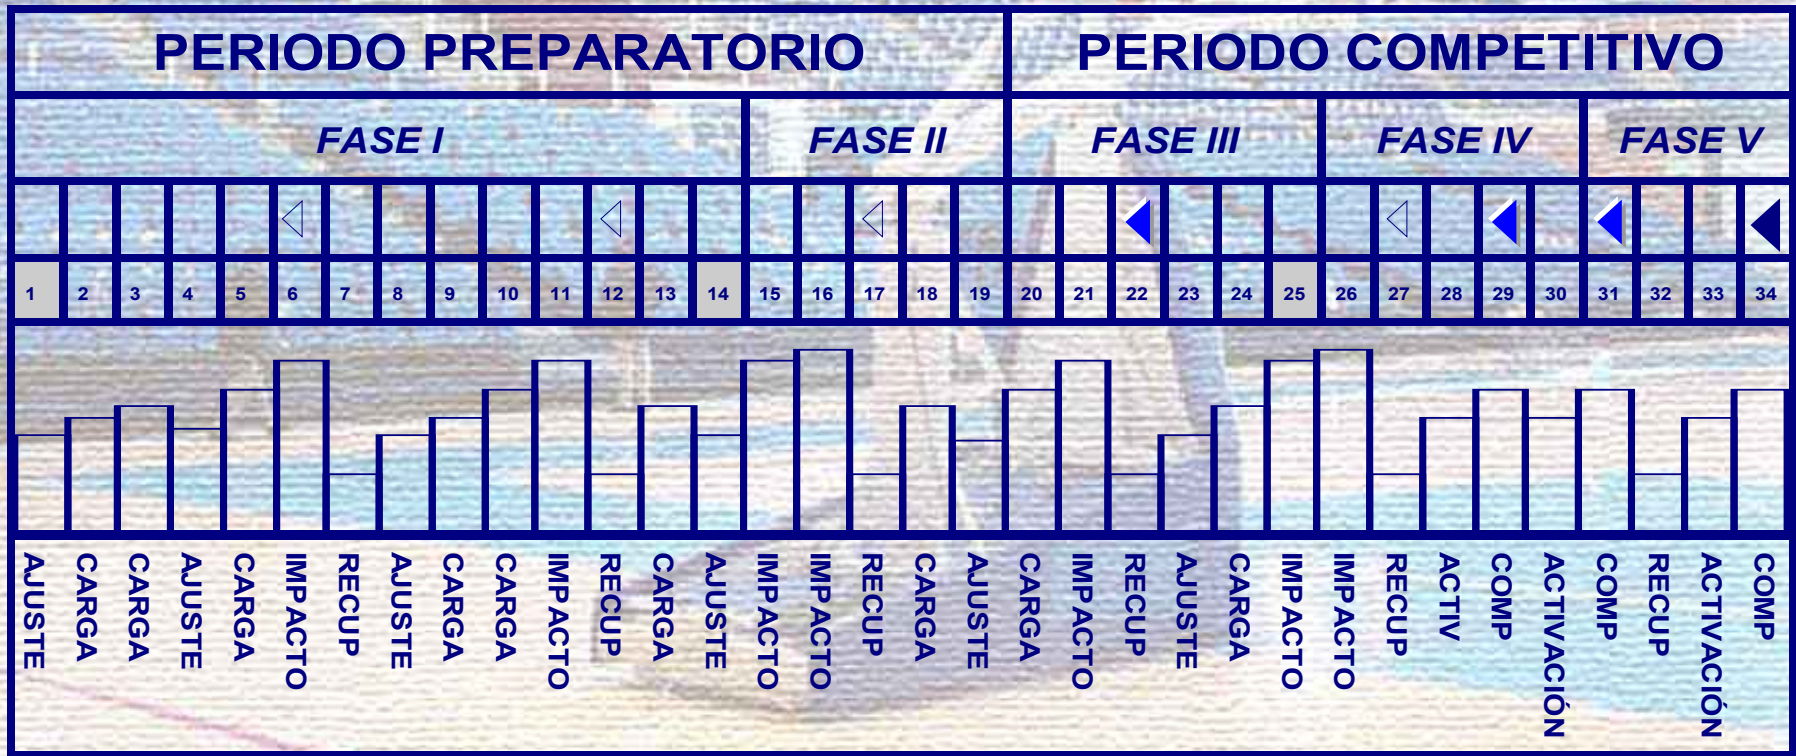 PERIODO PREPARATORIO PERIODO COMPETITIVO
FASE I FASE II FASE III FASE IV FASE V
1 2 3 4 5 6 7 8 9 10 11 12 13 14 15 16 17 18 19 20 21 22 23 24 25 26 27 28 29 30 31 32 33 34
AJUSTE
CARGA
CARGA
AJUSTE
CARGA
IMPACTO
RECUP
AJUSTE
CARGA
CARGA
IMPACTO
RECUP
CARGA
AJUSTE
IMPACTO
IMPACTO
RECUP
CARGA
AJUSTE
CARGA
IMPACTO
RECUP
AJUSTE
CARGA
IMPACTO
IMPACTO
RECUP
ACTIV
COMP
ACTIVACIÓN
COMP
RECUP
ACTIVACIÓN
COMP